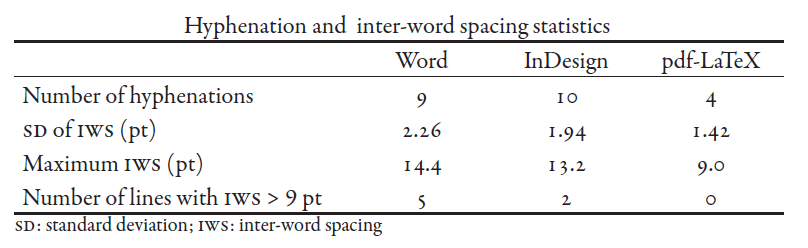 Hyphenation and inter-word spacing statistics
Word InDesign pdf-LaTeX
Number of hyphenations 9 10 4
SD of IWS (pt) 2.26 1.94 1.42
Maximum IWS (pt) 14.4 13.2 9.0
Number of lines with IWS > 9 pt 5 2 0
SD: standard deviation; IWS: inter-word spacing